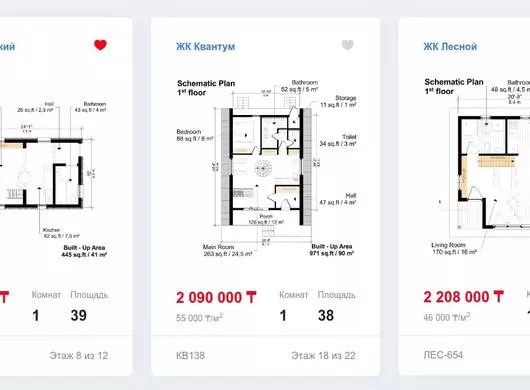 кий
Hall
26 sq.ft / 2,5 m²
Bathroom
43 sq.ft / 4 m²
24'-1"
Kitchen
82 sq.ft / 7,5 m²
Built - Up Area
445 sq.ft / 41 m²
₸
Комнат
1
Площадь
39
Этаж 8 из 12
ЖК Квантум
Schematic Plan
1st floor
Bathroom
52 sq.ft / 5 m²
Storage
11 sq.ft / 1 m²
Bedroom
88 sq.ft / 8 m²
Toilet
34 sq.ft / 3 m²
Hall
47 sq.ft / 4 m²
Porch
126 sq.ft / 12 m²
Main Room
263 sq.ft / 24,5 m²
Built - Up Area
971 sq.ft / 90 m²
2 090 000 ₸
55 000 ₸/m²
Комнат
1
Площадь
38
КВ138
Этаж 18 из 22
ЖК Лесной
Schematic Plan
1st floor
Bathroom
48 sq.ft / 4,5 m²
20'-9"
Living Room
170 sq.ft / 16 m²
2 208 000 ₸
46 000 ₸/m²
ЛЕС-654